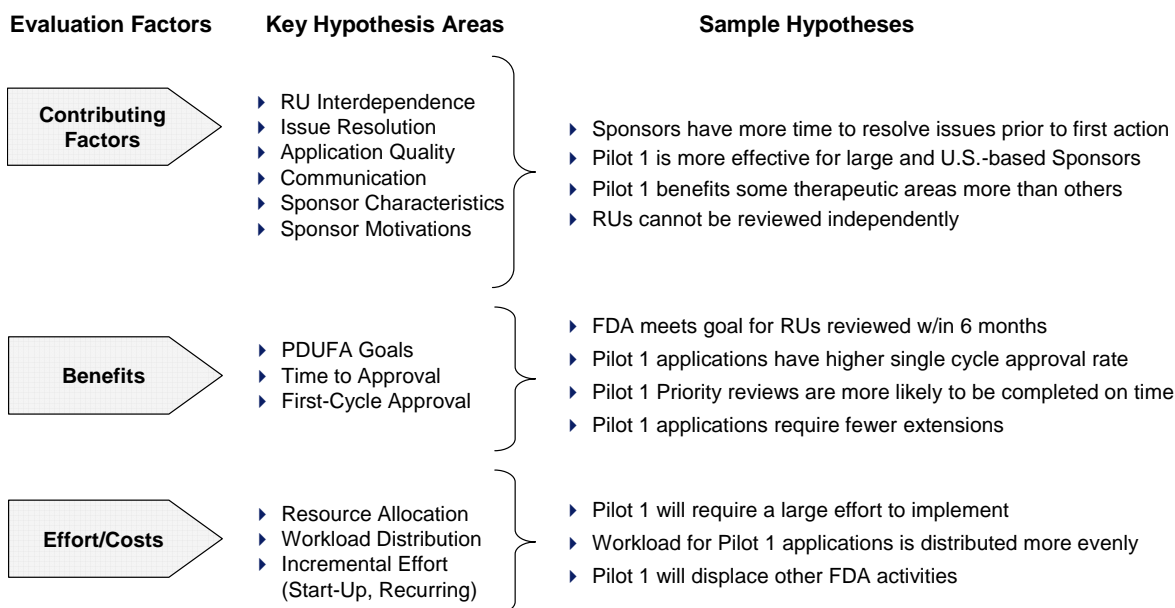 Evaluation Factors
Key Hypothesis Areas
Sample Hypotheses
Contributing
Factors
RU Interdependence
Issue Resolution
Application Quality
Communication
Sponsor Characteristics
Sponsor Motivations
Sponsors have more time to resolve issues prior to first action
Pilot 1 is more effective for large and U.S.-based Sponsors
Pilot 1 benefits some therapeutic areas more than others
RUs cannot be reviewed independently
Benefits
PDUFA Goals
Time to Approval
First-Cycle Approval
FDA meets goal for RUs reviewed w/in 6 months
Pilot 1 applications have higher single cycle approval rate
Pilot 1 Priority reviews are more likely to be completed on time
Pilot 1 applications require fewer extensions
Effort/Costs
Resource Allocation
Workload Distribution
Incremental Effort
(Start-Up, Recurring)
Pilot 1 will require a large effort to implement
Workload for Pilot 1 applications is distributed more evenly
Pilot 1 will displace other FDA activities